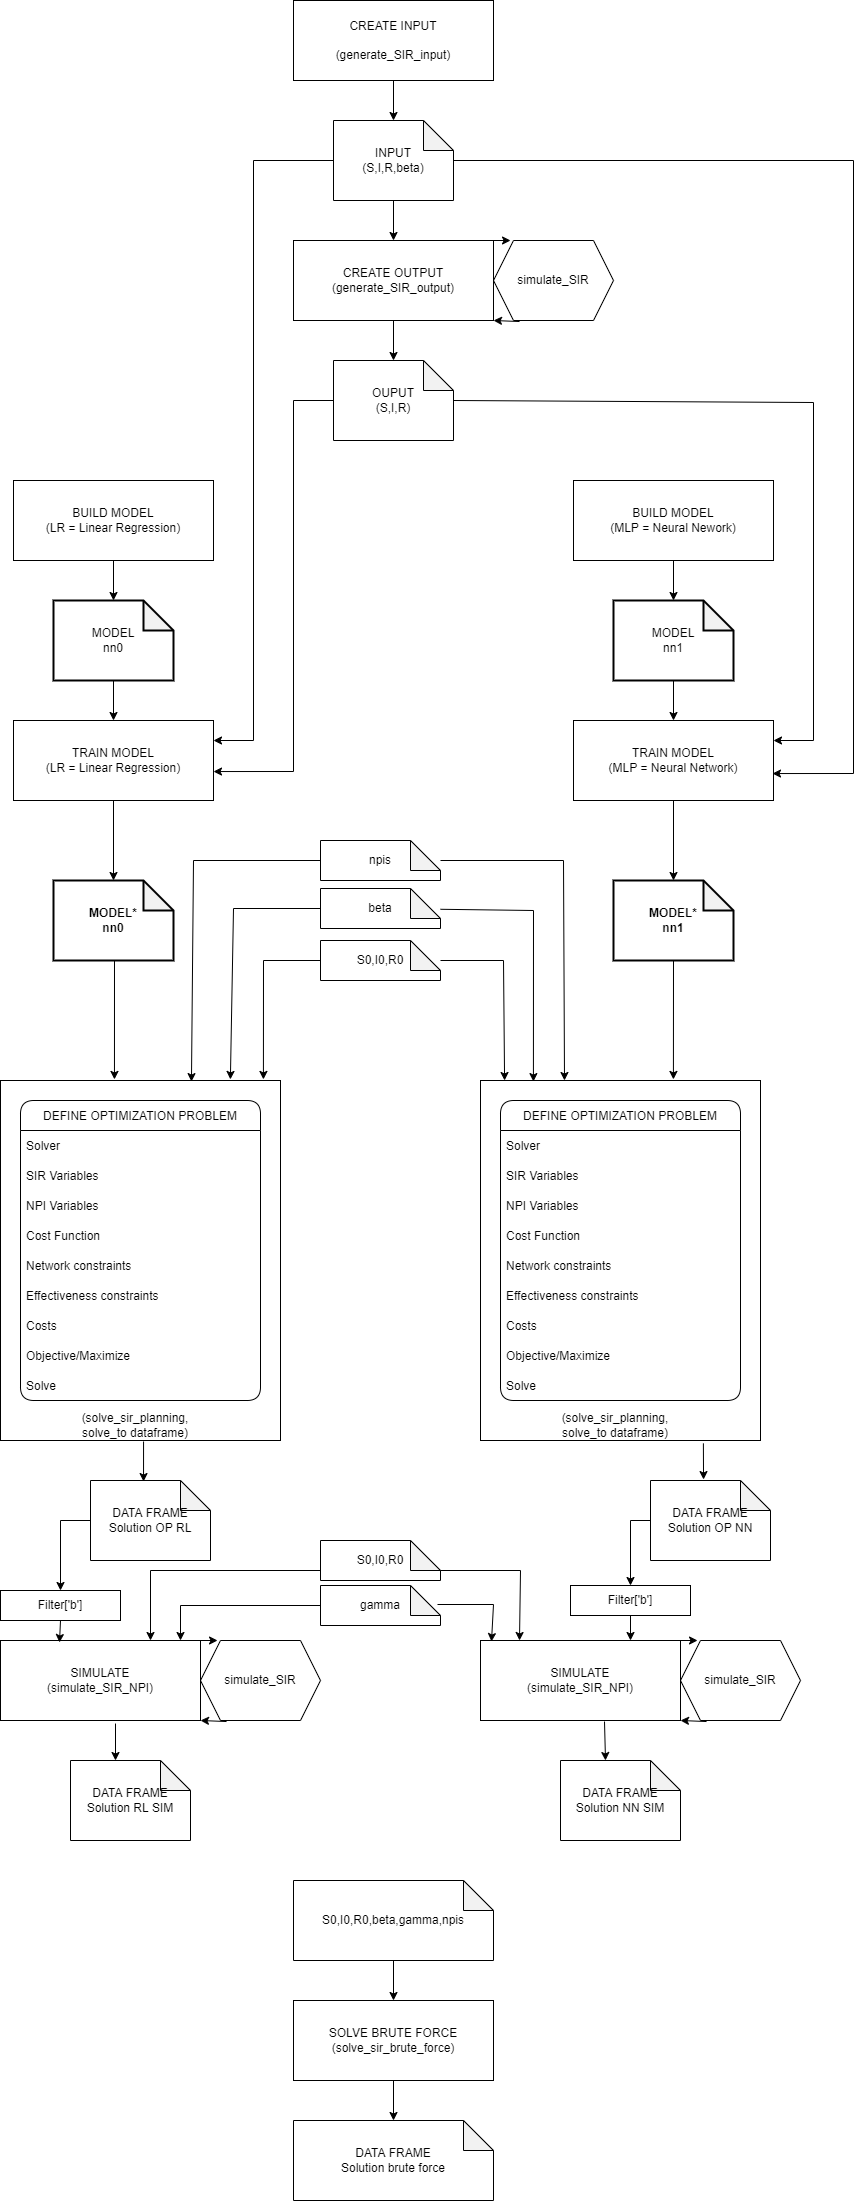 CREATE INPUT
(generate_SIR_input)
INPUT
(S,I,R,beta)
CREATE OUTPUT
(generate_SIR_output)
simulate_SIR
OUPUT
(S,I,R)
BUILD MODEL
(LR = Linear Regression)
BUILD MODEL
(MLP = Neural Nework)
MODEL
nn0
MODEL
nn1
TRAIN MODEL
(LR = Linear Regression)
TRAIN MODEL
(MLP = Neural Network)
npis
beta
S0,I0,R0
MODEL*
nn0
MODEL*
nn1
DEFINE OPTIMIZATION PROBLEM
Solver
SIR Variables
NPI Variables
Cost Function
Network constraints
Effectiveness constraints
Costs
Objective/Maximize
Solve
(solve_sir_planning,
solve_to dataframe)
DEFINE OPTIMIZATION PROBLEM
Solver
SIR Variables
NPI Variables
Cost Function
Network constraints
Effectiveness constraints
Costs
Objective/Maximize
Solve
(solve_sir_planning,
solve_to dataframe)
DATA FRAME
Solution OP RL
DATA FRAME
Solution OP NN
S0,I0,R0
gamma
Filter['b']
Filter['b']
SIMULATE
(simulate_SIR_NPI)
simulate_SIR
SIMULATE
(simulate_SIR_NPI)
simulate_SIR
DATA FRAME
Solution RL SIM
DATA FRAME
Solution NN SIM
S0,I0,R0,beta,gamma,npis
SOLVE BRUTE FORCE
(solve_sir_brute_force)
DATA FRAME
Solution brute force